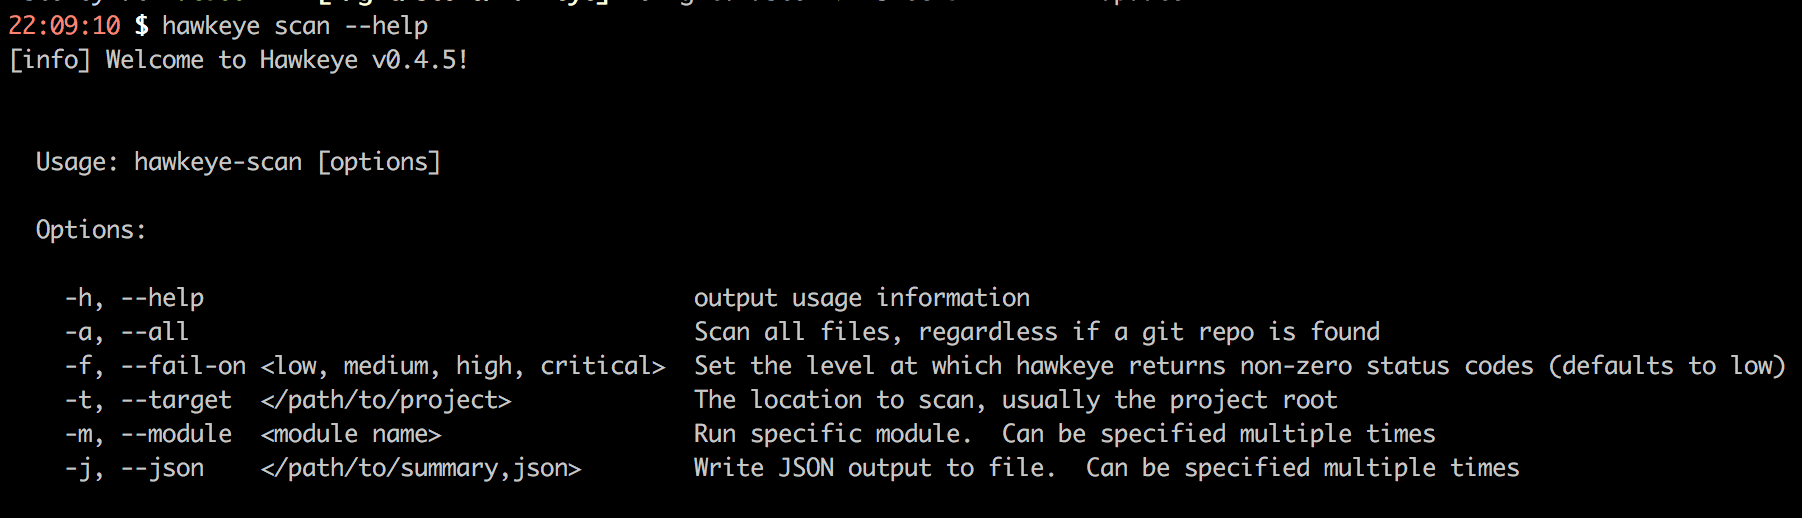 22:09:10 $ hawkeye scan --help
[info] Welcome to Hawkeye v0.4.5!
Usage: hawkeye-scan [options]
Options:
-h, --help output usage information
-a, --all Scan all files, regardless if a git repo is found
-f, --fail-on <low, medium, high, critical> Set the level at which hawkeye returns non-zero status codes (defaults to low)
-t, --target </path/to/project> The location to scan, usually the project root
-m, --module <module name> Run specific module.  Can be specified multiple times
-j, --json </path/to/summary,json> Write JSON output to file.  Can be specified multiple times